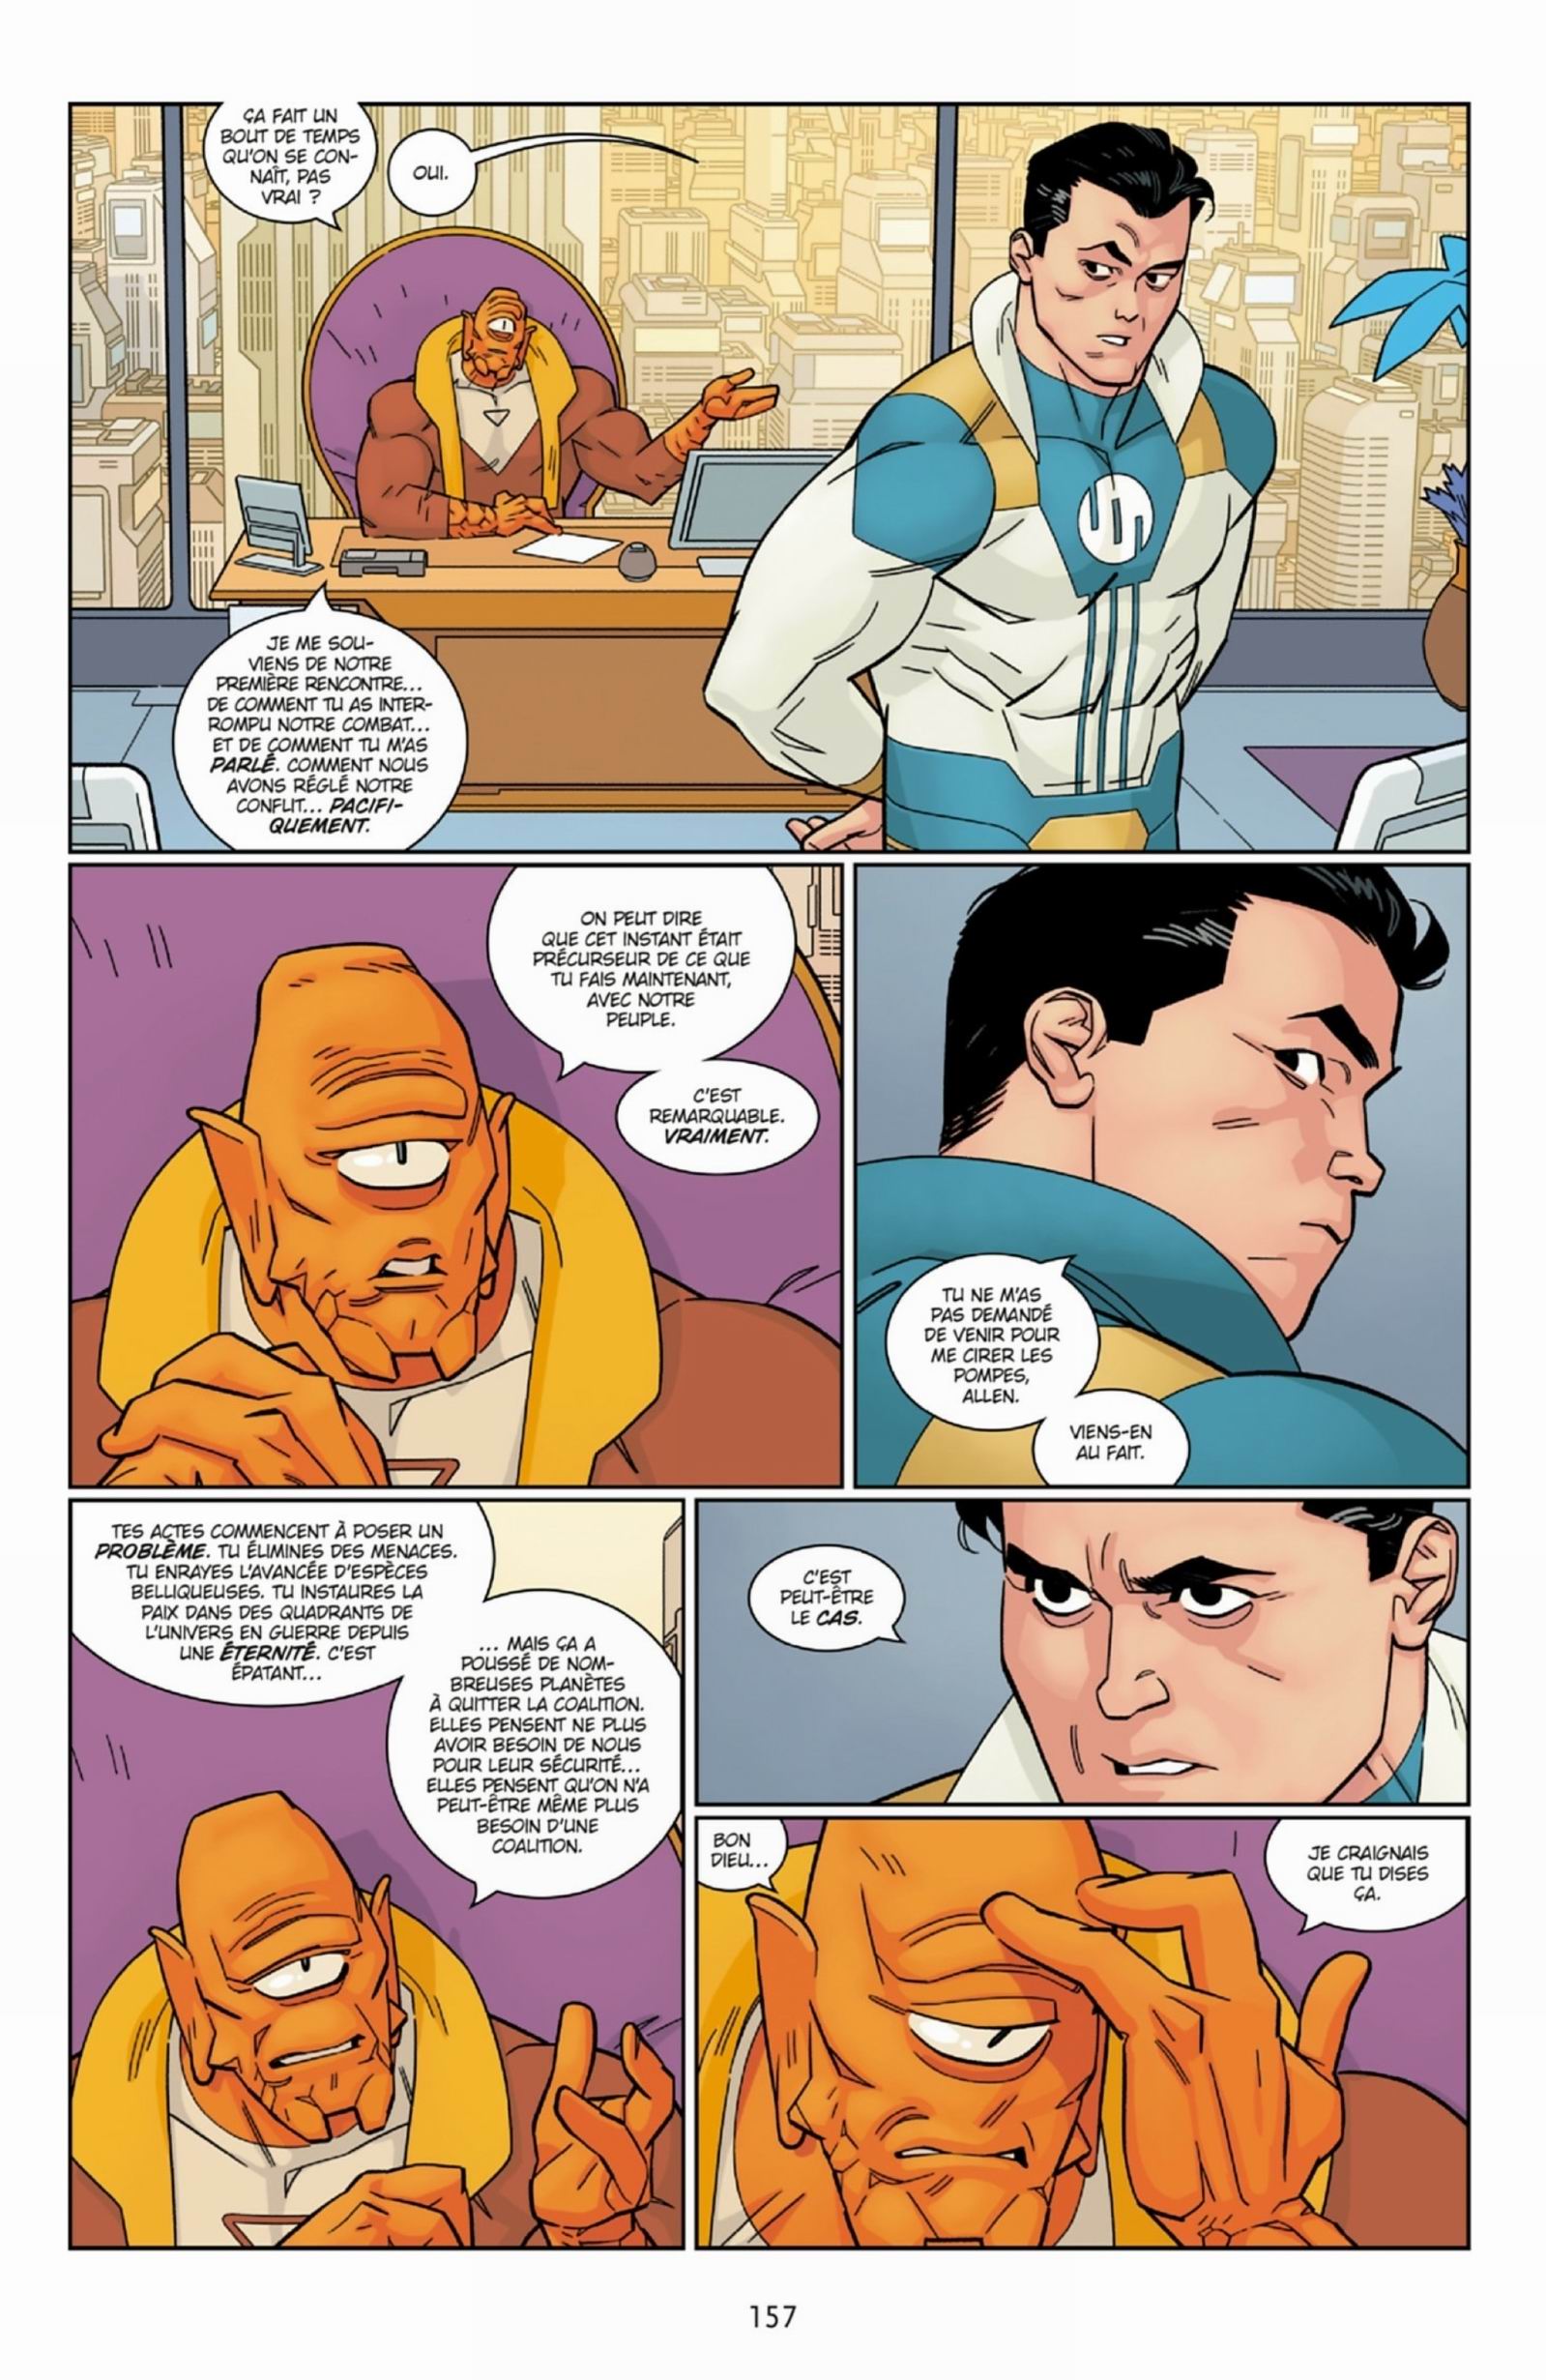 ÇA FAIT UN
BOUT DE TEMPS
QU'ON SE CON-
NAÎT, PAS
VRAI ?
OUI.
JE ME SOU-
VIENS DE NOTRE
PREMIÈRE RENCONTRE...
DE COMMENT TU AS INTER-
ROMPU NOTRE COMBAT...
ET DE COMMENT TU M'AS
PARLÉ. COMMENT NOUS
AVONS RÉGLÉ NOTRE
CONFLIT... PACIFI-
QUEMENT.
ON PEUT DIRE
QUE CET INSTANT ÉTAIT
PRÉCURSEUR DE CE QUE
TU FAIS MAINTENANT,
AVEC NOTRE
PEUPLE.
C'EST
REMARQUABLE.
VRAIMENT.
TU NE M'AS
PAS DEMANDÉ
DE VENIR POUR
ME CIRER LES
POMPES,
ALLEN.
VIENS-EN
AU FAIT.
TES ACTES COMMENCENT À POSER UN
PROBLÈME. TU ÉLIMINES DES MENACES.
TU ENRAYES L'AVANCÉE D'ESPÈCES
BELLIQUEUSES. TU INSTAURES LA
PAIX DANS DES QUADRANTS DE
L'UNIVERS EN GUERRE DEPUIS
UNE ÉTERNITÉ. C'EST
ÉPATANT...
... MAIS ÇA A
POUSSÉ DE NOM-
BREUSES PLANÈTES
À QUITTER LA COALITION.
ELLES PENSENT NE PLUS
AVOIR BESOIN DE NOUS
POUR LEUR SÉCURITÉ...
ELLES PENSENT QU'ON N'A
PEUT-ÊTRE MÊME PLUS
BESOIN D'UNE
COALITION.
C'EST
PEUT-ÊTRE
LE CAS.
BON
DIEU...
JE CRAIGNAIS
QUE TU DISES
ÇA.
157